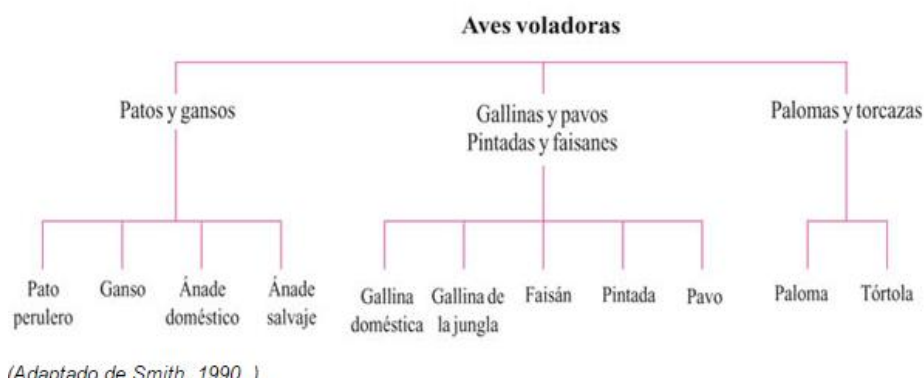 Aves voladoras
Patos y gansos
Gallinas y pavos
Pintadas y faisanes
Palomas y torcazas
Pato
perulero
Ganso
Ánade
doméstico
Ánade
salvaje
Gallina
doméstica
Gallina de
la jungla
Faisán
Pintada
Pavo
Paloma
Tórtola
(Adaptado de Smith, 1990..)